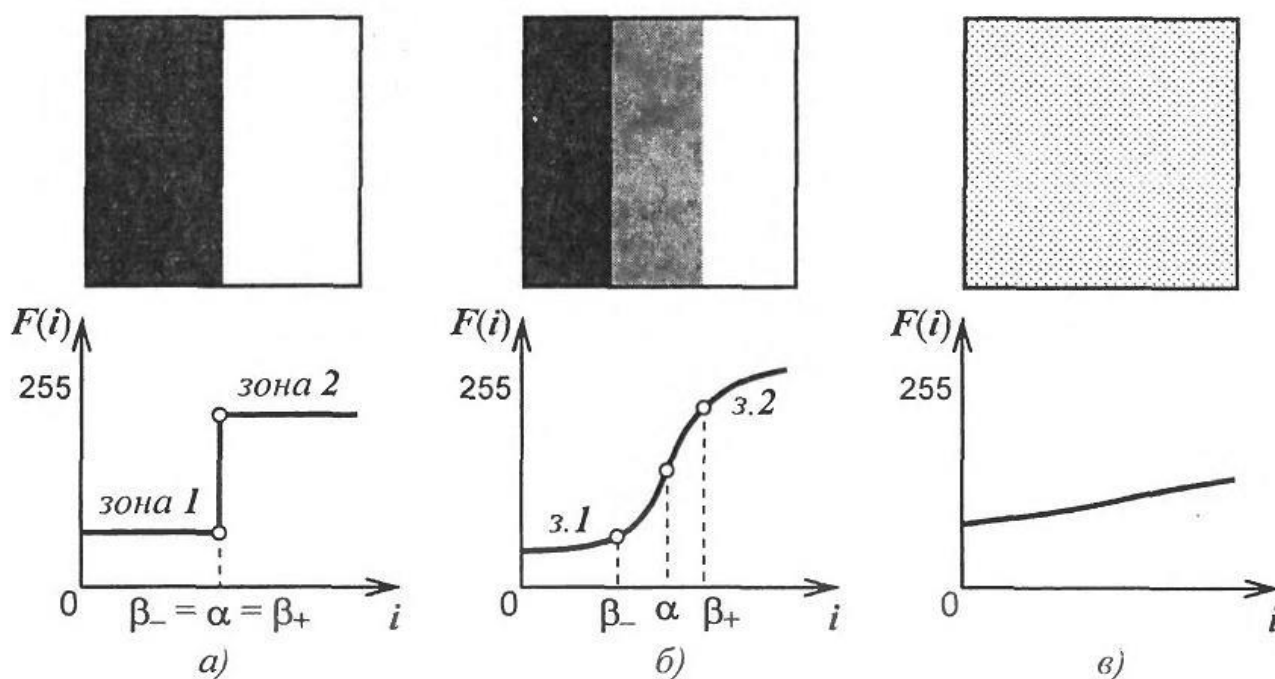 F(i)
255
зона 2
зона 1
0
β₋ = α = β₊
i
а)
F(i)
255
з.2
з.1
0
β₋ α β₊
i
б)
F(i)
255
0
i
в)